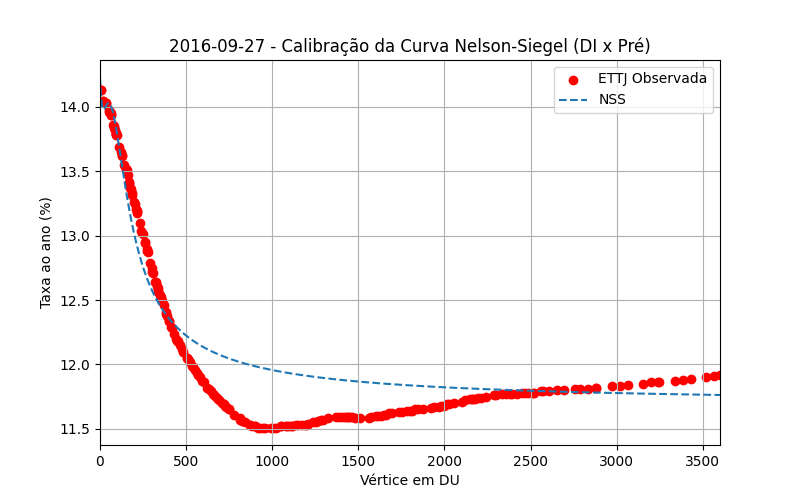 2016-09-27 - Calibração da Curva Nelson-Siegel (DI x Pré)
ETTJ Observada
NSS
Taxa ao ano (%)
14.0
13.5
13.0
12.5
12.0
11.5
0 500 1000 1500 2000 2500 3000 3500
Vértice em DU